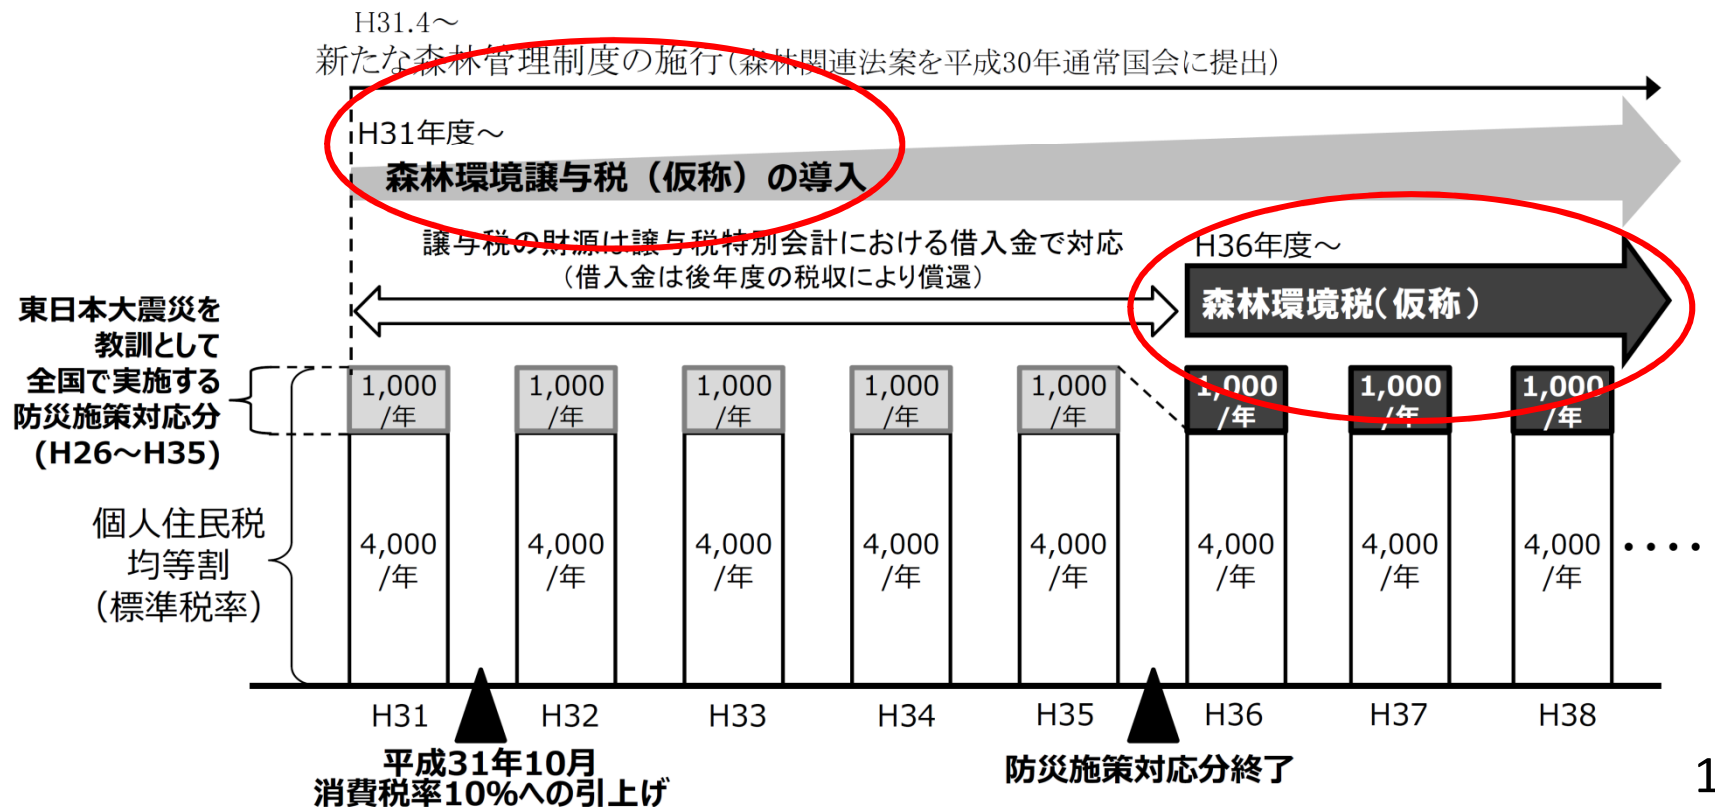 H31.4～
新たな森林管理制度の施行(森林関連法案を平成30年通常国会に提出)
H31年度～
森林環境譲与税（仮称）の導入
譲与税の財源は譲与税特別会計における借入金で対応
（借入金は後年度の税収により償還）
H36年度～
森林環境税(仮称)
東日本大震災を
教訓として
全国で実施する
防災施策対応分
(H26～H35)
1,000
/年
1,000
/年
1,000
/年
1,000
/年
1,000
/年
1,000
/年
1,000
/年
1,000
/年
個人住民税
均等割
（標準税率）
4,000
/年
4,000
/年
4,000
/年
4,000
/年
4,000
/年
4,000
/年
4,000
/年
4,000
/年
････
H31
H32
H33
H34
H35
H36
H37
H38
平成31年10月
消費税率10%への引上げ
防災施策対応分終了
1